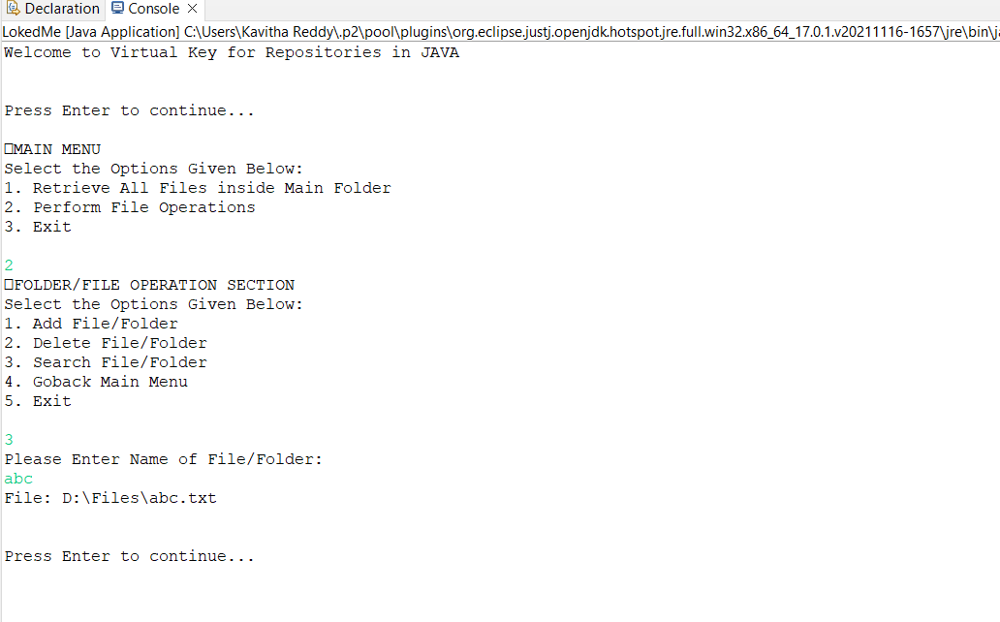 Declaration Console
LokedMe [Java Application] C:\Users\Kavitha Reddy\.p2\pool\plugins\org.eclipse.justj.openjdk.hotspot.jre.full.win32.x86_64_17.0.1.v20211116-1657\jre\bin\ja
Welcome to Virtual Key for Repositories in JAVA
Press Enter to continue...
□MAIN MENU
Select the Options Given Below:
1. Retrieve All Files inside Main Folder
2. Perform File Operations
3. Exit
2
□FOLDER/FILE OPERATION SECTION
Select the Options Given Below:
1. Add File/Folder
2. Delete File/Folder
3. Search File/Folder
4. Goback Main Menu
5. Exit
3
Please Enter Name of File/Folder:
abc
File: D:\Files\abc.txt
Press Enter to continue...